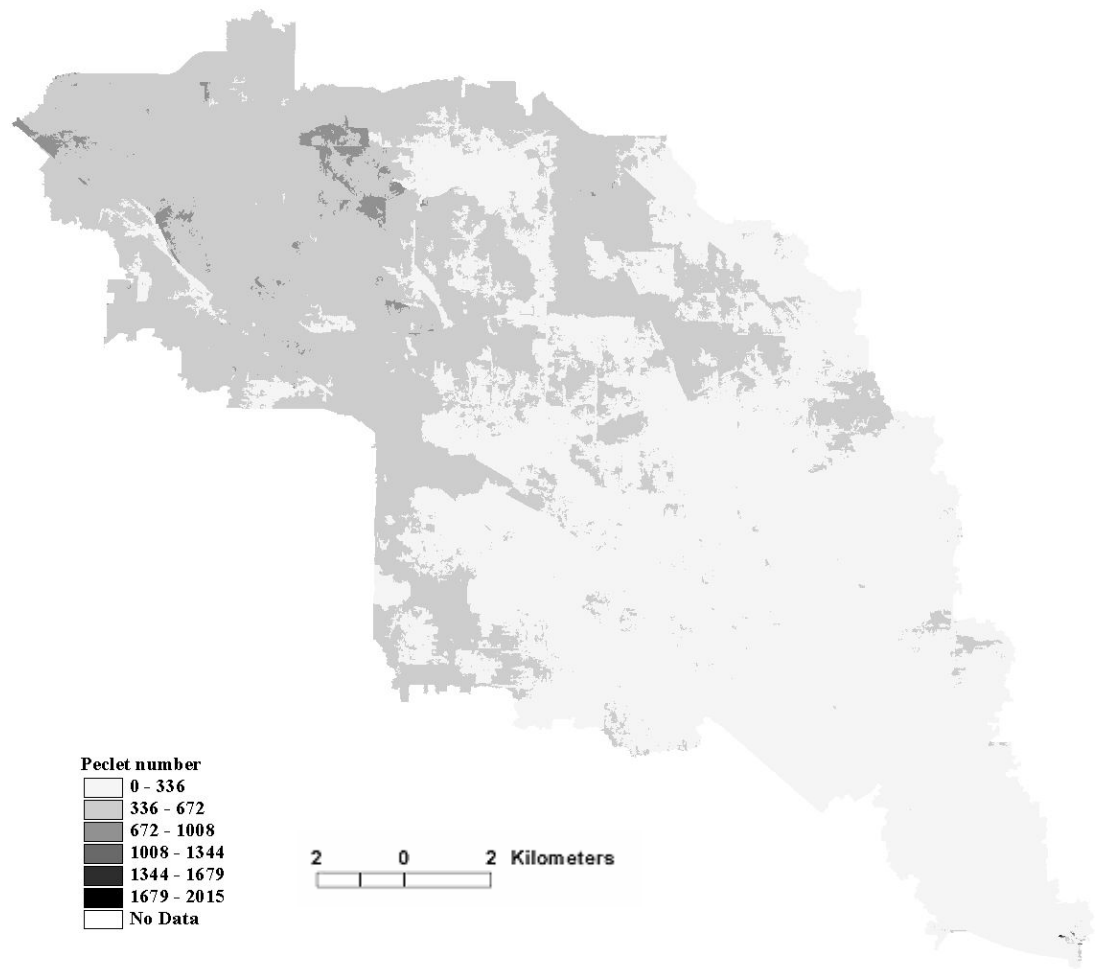 Peclet number
0 - 336
336 - 672
672 - 1008
1008 - 1344
1344 - 1679
1679 - 2015
No Data
2 0 2 Kilometers